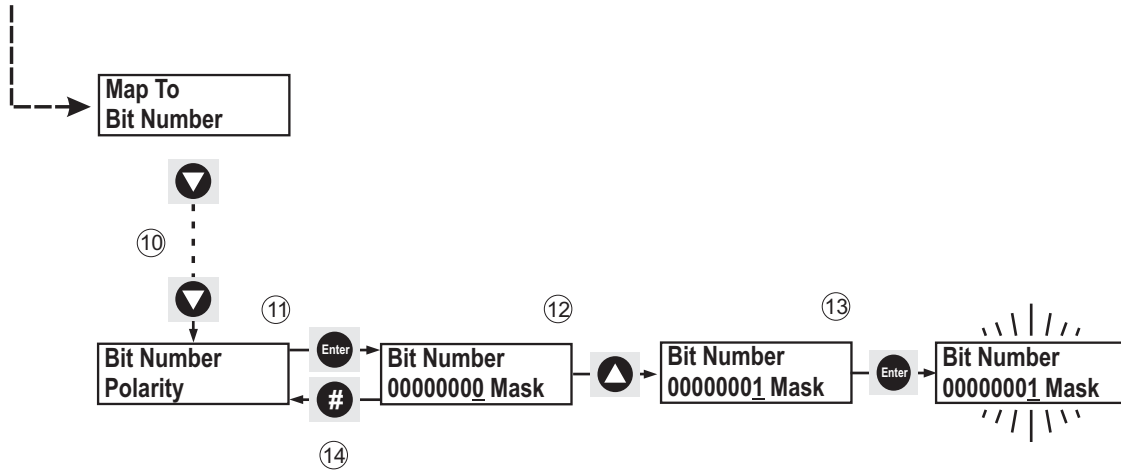 Map To
Bit Number
10
11
12
13
Bit Number
Polarity
Enter
#
Bit Number
00000000 Mask
Bit Number
00000001 Mask
Enter
Bit Number
00000001 Mask
14